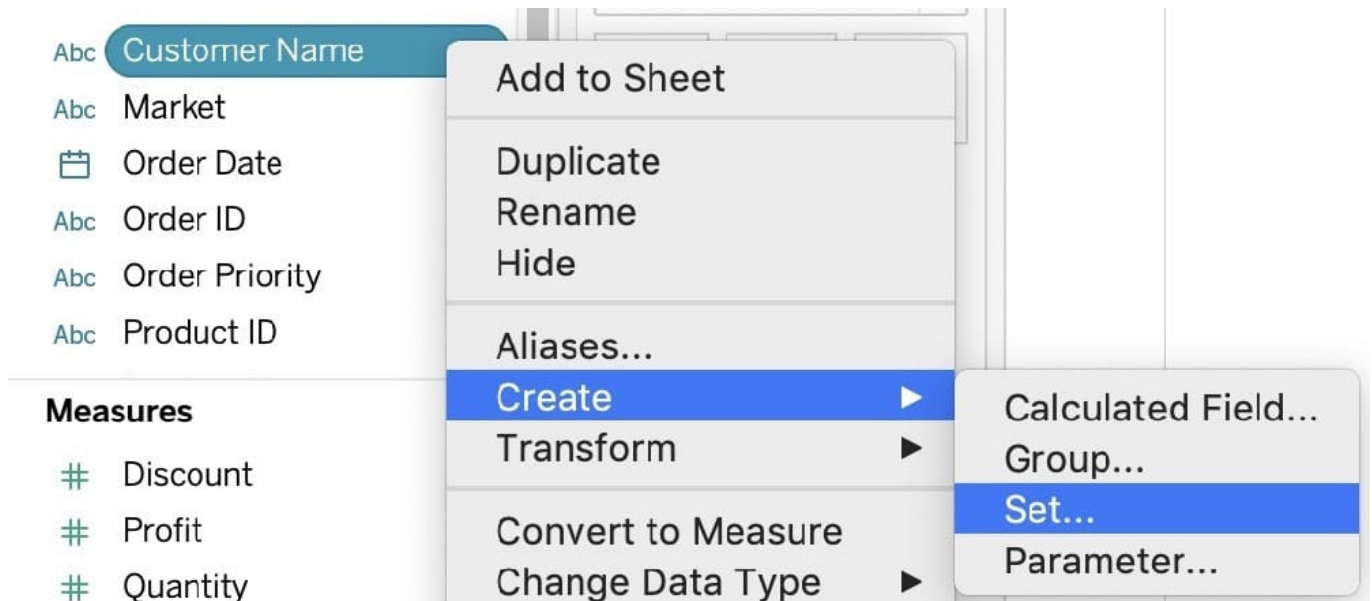 Abc Customer Name
Abc Market
Order Date
Abc Order ID
Abc Order Priority
Abc Product ID
Measures
# Discount
# Profit
# Quantity
Add to Sheet
Duplicate
Rename
Hide
Aliases...
Create
Transform
Convert to Measure
Change Data Type
Calculated Field...
Group...
Set...
Parameter...